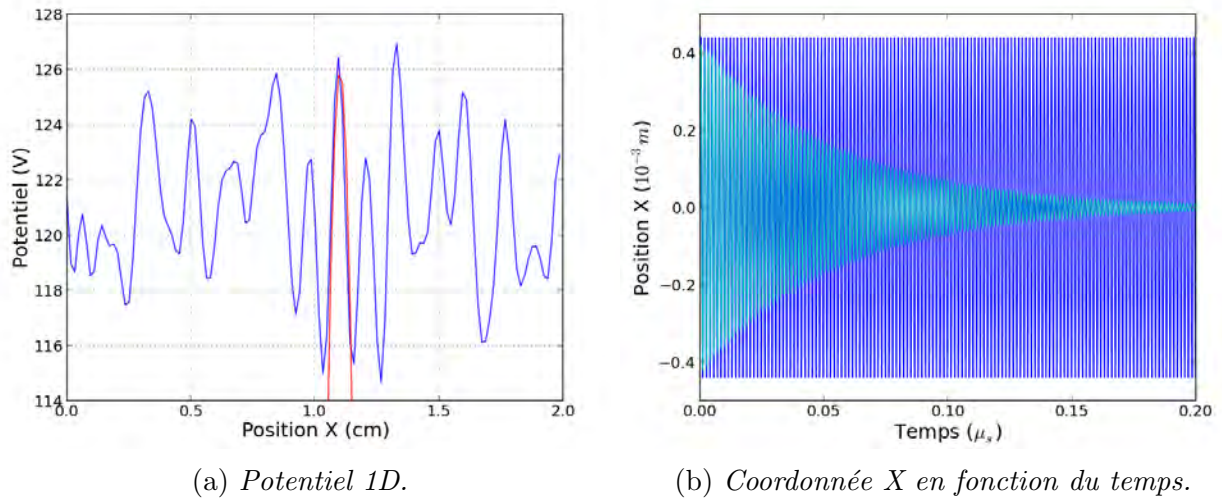 128
126
124
122
120
118
116
114
Potentiel (V)
0.0 0.5 1.0 1.5 2.0
Position X (cm)
(a) Potentiel 1D.
0.4
0.2
0.0
−0.2
−0.4
Position X (10⁻³ m)
0.00 0.05 0.10 0.15 0.20
Temps (μₛ)
(b) Coordonnée X en fonction du temps.